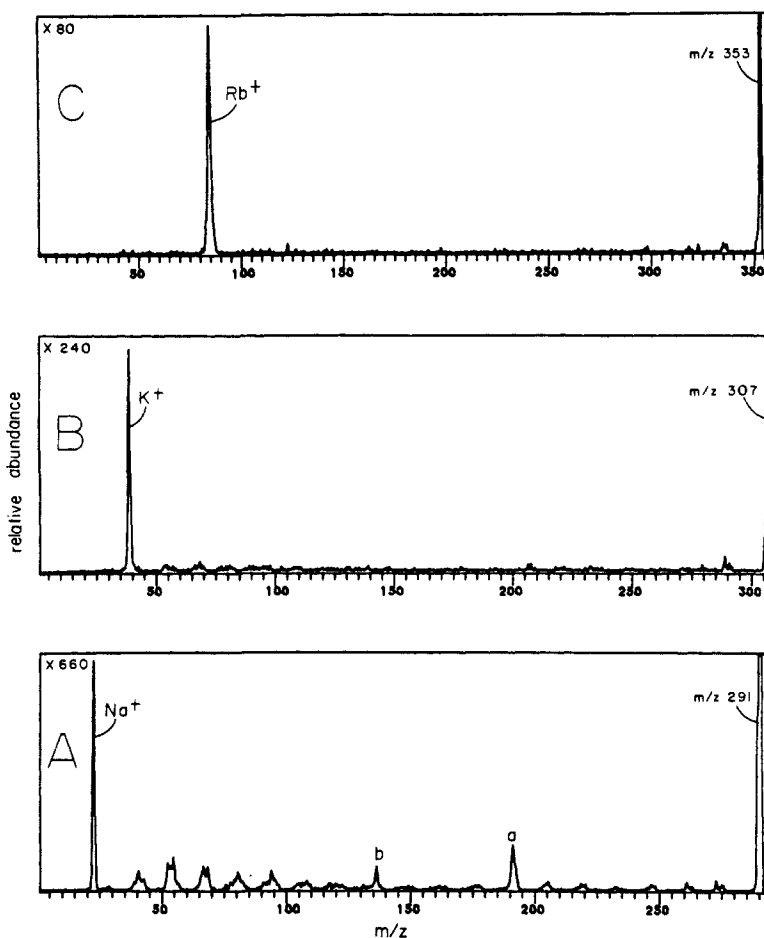 X 80
m/z 353
C
Rb+
50 100 150 200 250 300 350
X 240
m/z 307
K+
B
50 100 150 200 250 300
relative abundance
X 660
m/z 291
Na+
A
b
a
50 100 150 200 250
m/z